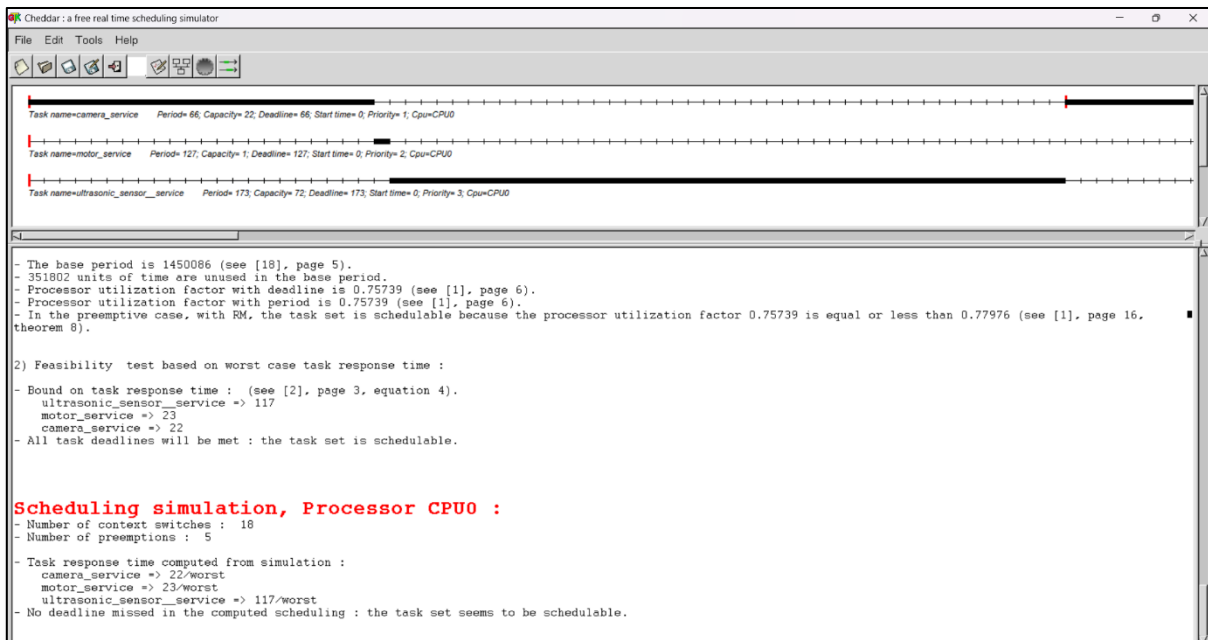 Cheddar : a free real time scheduling simulator
File Edit Tools Help
Task name=camera_service Period= 66; Capacity= 22; Deadline= 66; Start time= 0; Priority= 1; Cpu=CPU0
Task name=motor_service Period= 127; Capacity= 1; Deadline= 127; Start time= 0; Priority= 2; Cpu=CPU0
Task name=ultrasonic_sensor__service Period= 173; Capacity= 72; Deadline= 173; Start time= 0; Priority= 3; Cpu=CPU0
- The base period is 1450086 (see [18], page 5).
- 351802 units of time are unused in the base period.
- Processor utilization factor with deadline is 0.75739 (see [1], page 6).
- Processor utilization factor with period is 0.75739 (see [1], page 6).
- In the preemptive case, with RM, the task set is schedulable because the processor utilization factor 0.75739 is equal or less than 0.77976 (see [1], page 16,
theorem 8).
2) Feasibility test based on worst case task response time :
- Bound on task response time : (see [2], page 3, equation 4).
ultrasonic_sensor__service => 117
motor_service => 23
camera_service => 22
- All task deadlines will be met : the task set is schedulable.
Scheduling simulation, Processor CPU0 :
- Number of context switches : 18
- Number of preemptions : 5
- Task response time computed from simulation :
camera_service => 22/worst
motor_service => 23/worst
ultrasonic_sensor__service => 117/worst
- No deadline missed in the computed scheduling : the task set seems to be schedulable.